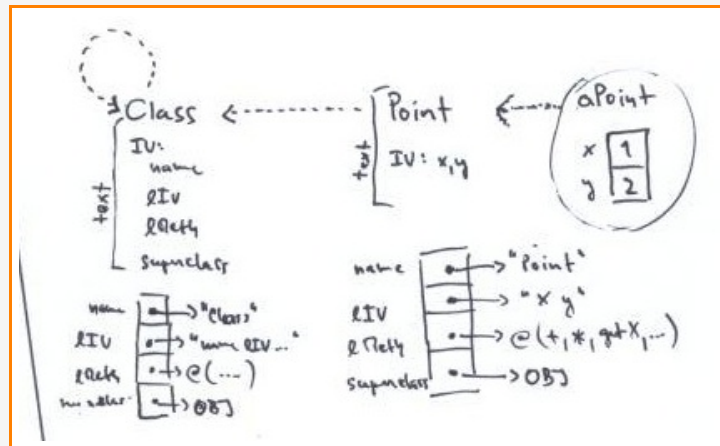 Class
text
IV:
name
lIV
lMeth
superclass
name "Class"
lIV "name lIV..."
lMeth @(....)
OBJ
Point
text
IV: x,y
name "Point"
lIV "x y"
lMeth @(+,*,getX,...)
superclass OBJ
aPoint
x 1
y 2